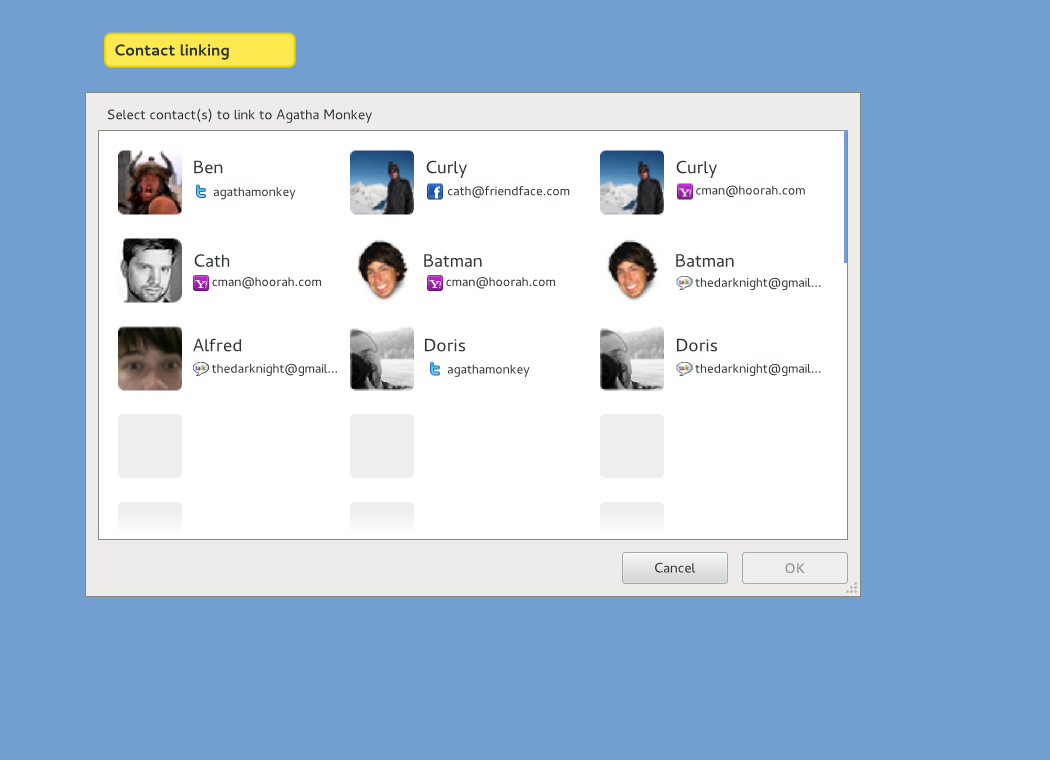 Contact linking
Select contact(s) to link to Agatha Monkey
Ben
agathamonkey
Curly
cath@friendface.com
Curly
cman@hoorah.com
Cath
cman@hoorah.com
Batman
cman@hoorah.com
Batman
thedarknight@gmail...
Alfred
thedarknight@gmail...
Doris
agathamonkey
Doris
thedarknight@gmail...
Cancel
OK